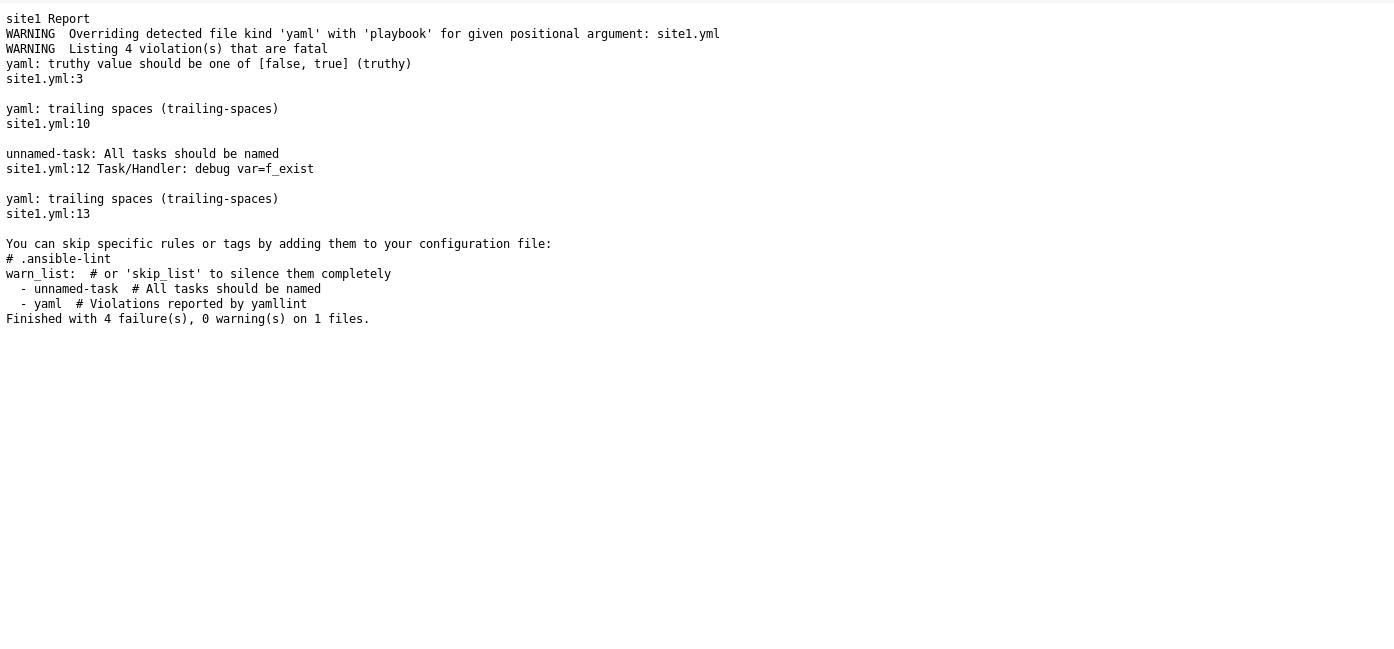 site1 Report
WARNING  Overriding detected file kind 'yaml' with 'playbook' for given positional argument: site1.yml
WARNING  Listing 4 violation(s) that are fatal
yaml: truthy value should be one of [false, true] (truthy)
site1.yml:3

yaml: trailing spaces (trailing-spaces)
site1.yml:10

unnamed-task: All tasks should be named
site1.yml:12 Task/Handler: debug var=f_exist

yaml: trailing spaces (trailing-spaces)
site1.yml:13

You can skip specific rules or tags by adding them to your configuration file:
# .ansible-lint
warn_list:  # or 'skip_list' to silence them completely
  - unnamed-task  # All tasks should be named
  - yaml  # Violations reported by yamllint
Finished with 4 failure(s), 0 warning(s) on 1 files.